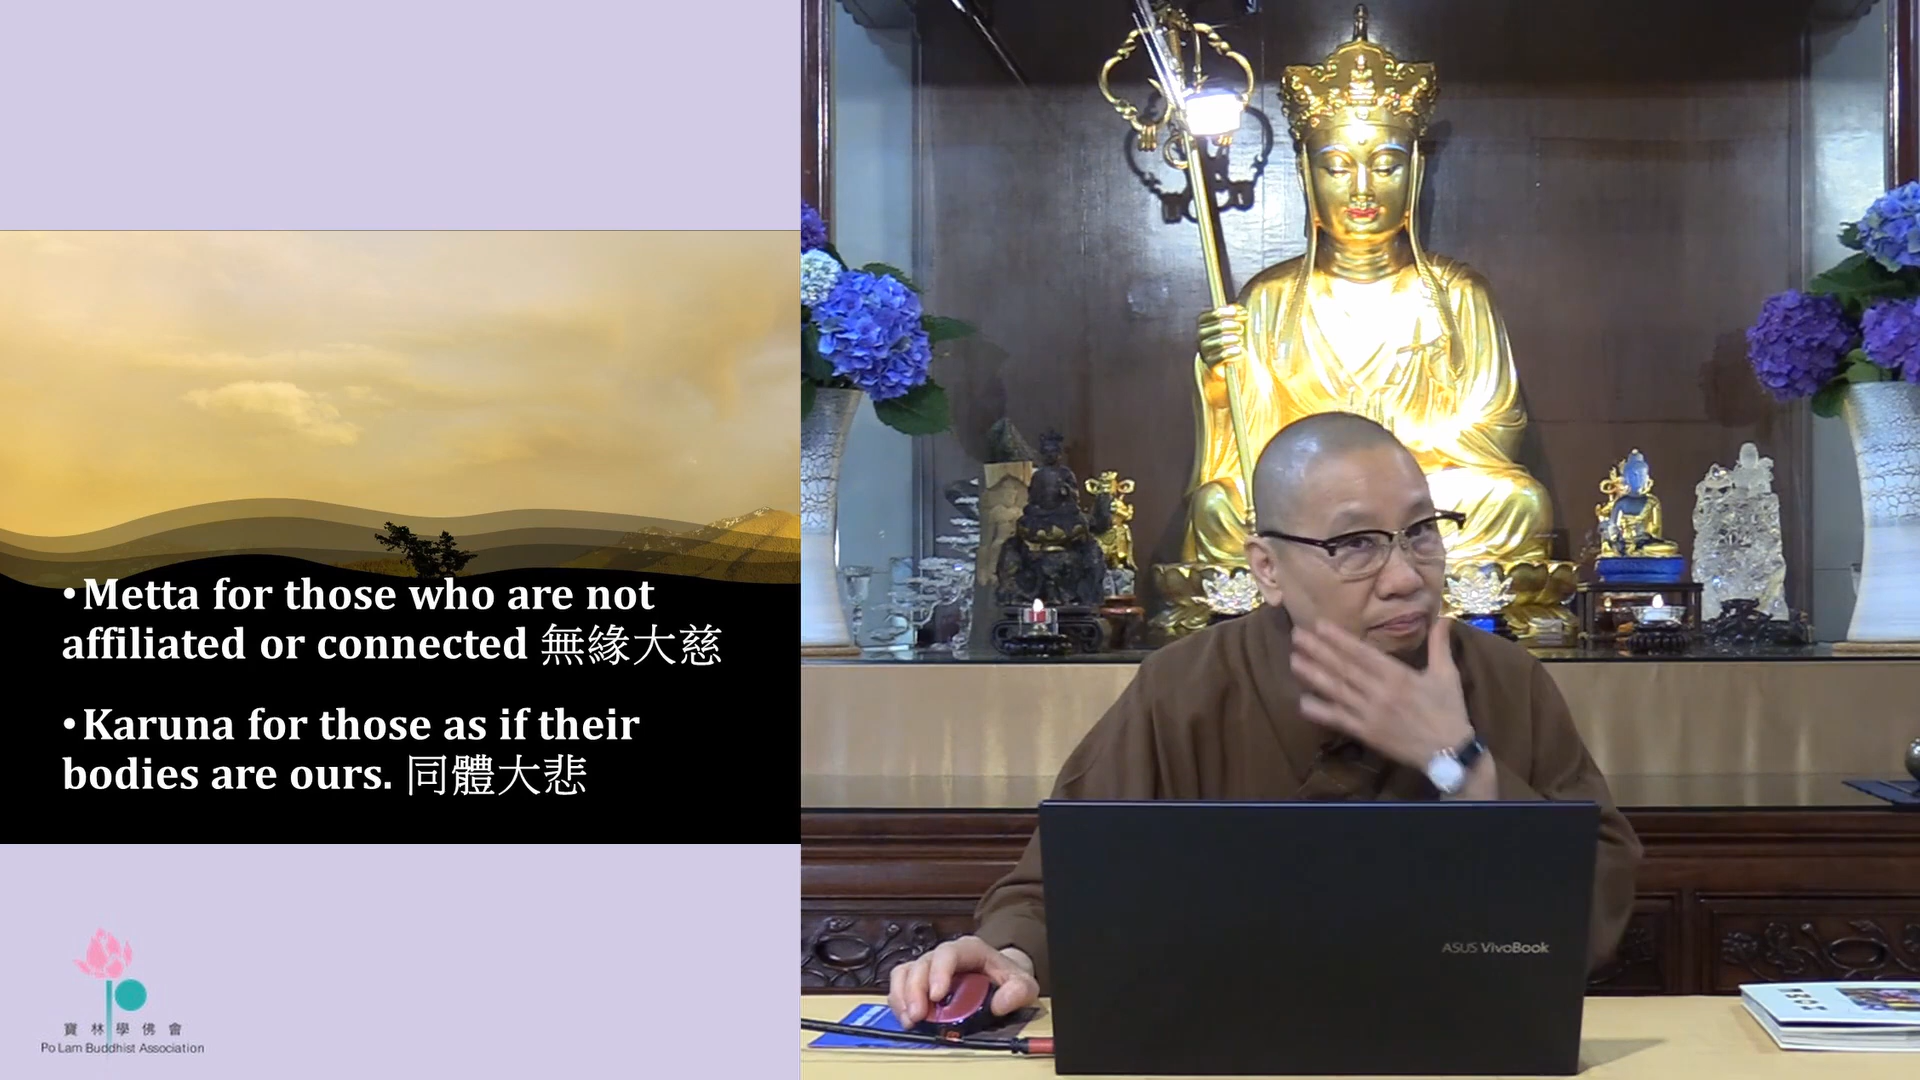 •Metta for those who are not
affiliated or connected 無緣大慈
•Karuna for those as if their
bodies are ours. 同體大悲
寶林學佛會
Po Lam Buddhist Association
ASUS VivoBook